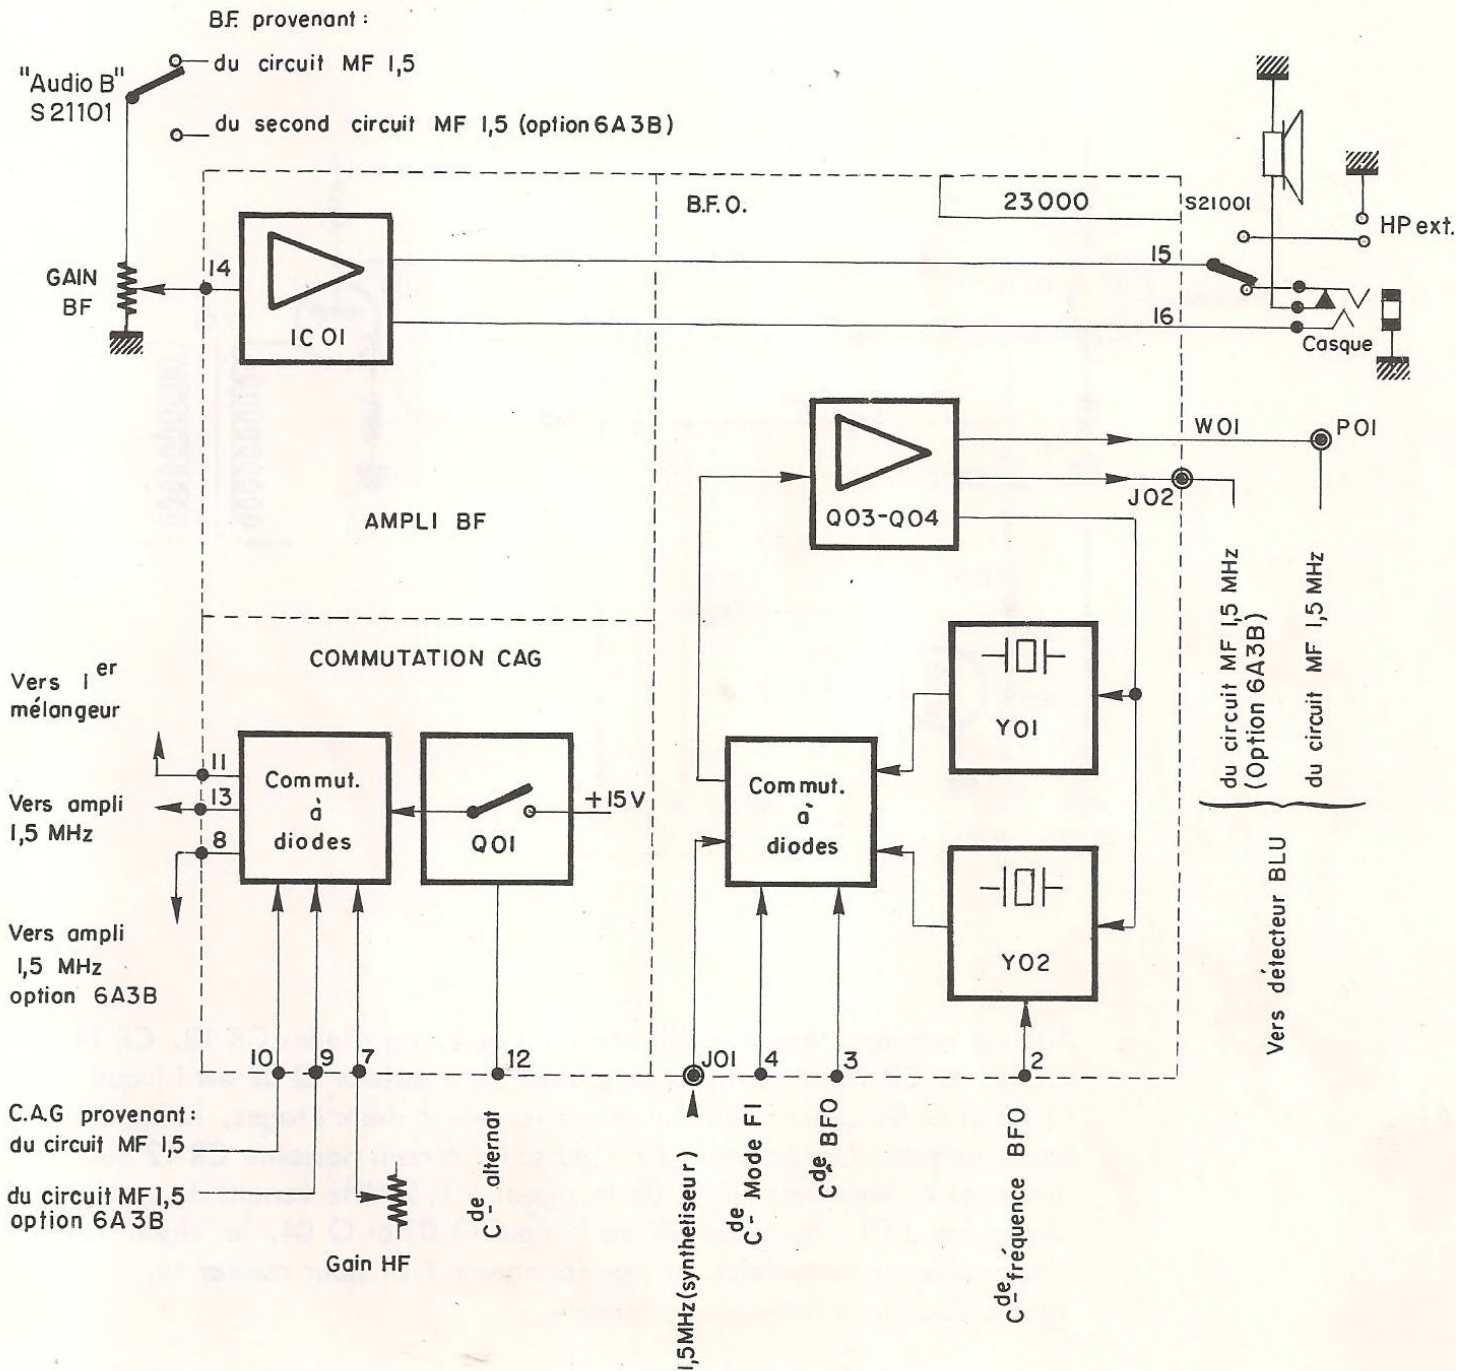 B.F. provenant :
"Audio B"
S21101
du circuit MF 1,5
du second circuit MF 1,5 (option 6A3B)
GAIN
BF
14
IC01
AMPLI BF
B.F.O.
23000
S21001
HP ext.
15
16
Casque
Q03-Q04
W01
P01
J02
du circuit MF 1,5 MHz
(Option 6A3B)
du circuit MF 1,5 MHz
Vers détecteur BLU
COMMUTATION CAG
Vers 1er
mélangeur
11
Vers ampli
1,5 MHz
13
8
Vers ampli
1,5 MHz
option 6A3B
Commut.
à
diodes
Q01
+15V
Commut.
à
diodes
Y01
Y02
10
9
7
12
J01
4
3
2
C.A.G provenant :
du circuit MF 1,5
du circuit MF 1,5
option 6A3B
Gain HF
Cde alternat
1,5MHz (synthetiseur)
Cde Mode F1
Cde BFO
Cde fréquence BFO